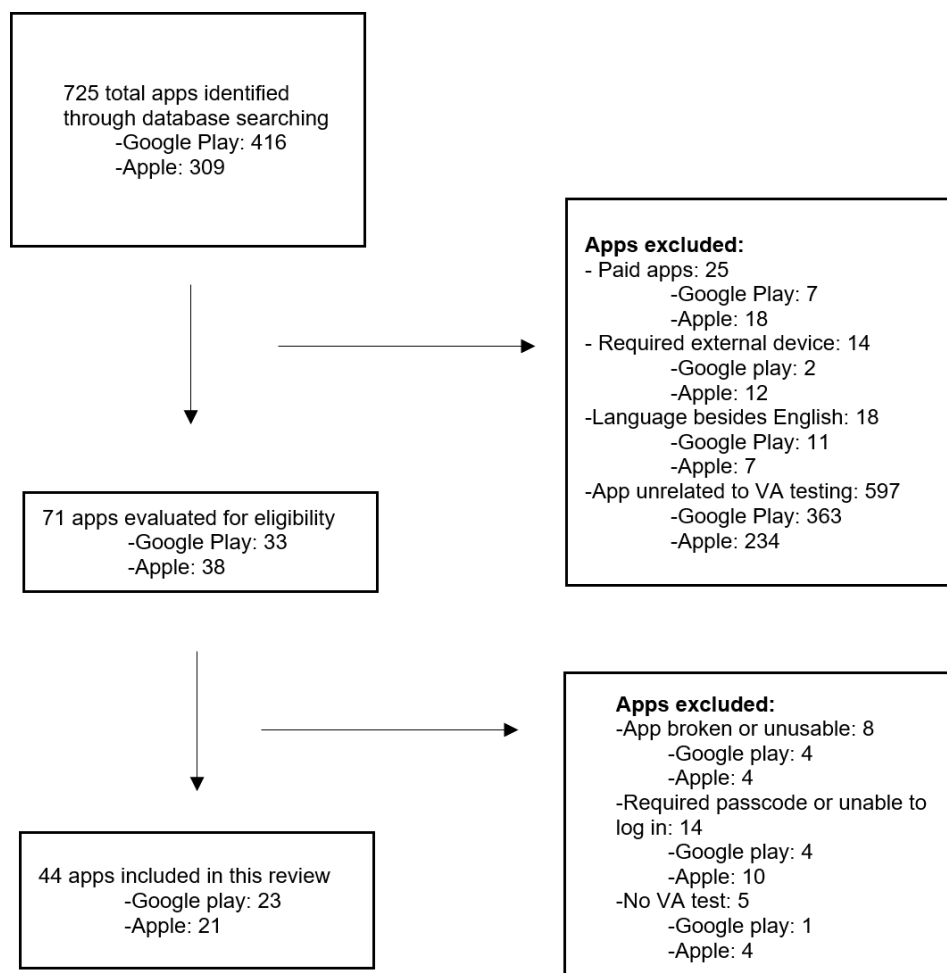 725 total apps identified
through database searching
-Google Play: 416
-Apple: 309
Apps excluded:
- Paid apps: 25
-Google Play: 7
-Apple: 18
- Required external device: 14
-Google play: 2
-Apple: 12
-Language besides English: 18
-Google Play: 11
-Apple: 7
-App unrelated to VA testing: 597
-Google Play: 363
-Apple: 234
71 apps evaluated for eligibility
-Google Play: 33
-Apple: 38
Apps excluded:
-App broken or unusable: 8
-Google play: 4
-Apple: 4
-Required passcode or unable to
log in: 14
-Google play: 4
-Apple: 10
-No VA test: 5
-Google play: 1
-Apple: 4
44 apps included in this review
-Google play: 23
-Apple: 21